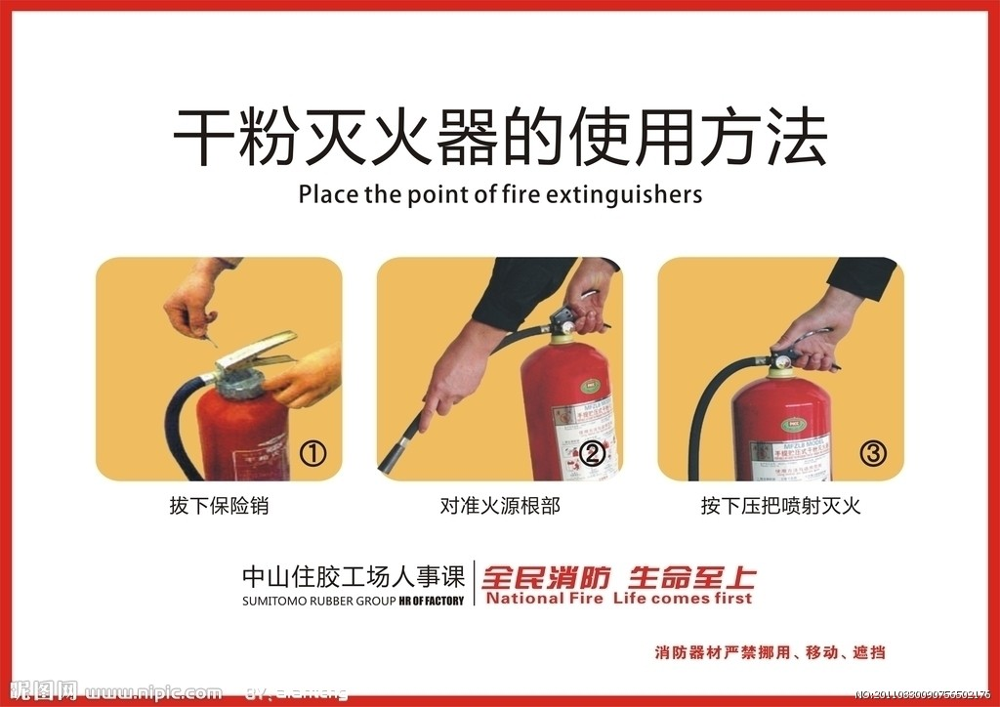 干粉灭火器的使用方法
Place the point of fire extinguishers
①
②
③
MFZL8 MODEL
拔下保险销
对准火源根部
按下压把喷射灭火
中山住胶工场人事课
SUMITOMO RUBBER GROUP HR OF FACTORY
全民消防 生命至上
National Fire Life comes first
消防器材严禁挪用、移动、遮挡
昵图网 www.nipic.com
NO:20110830090756502176